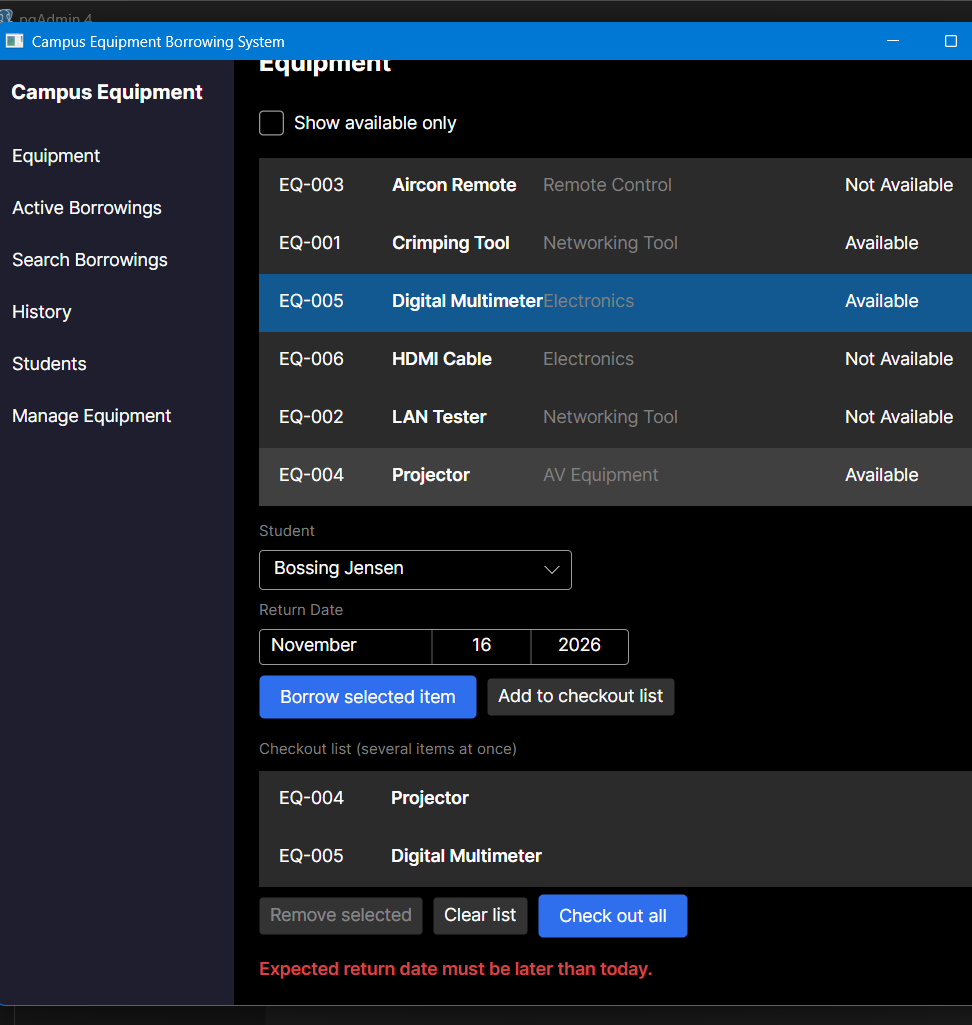 pgAdmin 4
Campus Equipment Borrowing System
Campus Equipment
Equipment
Active Borrowings
Search Borrowings
History
Students
Manage Equipment
Equipment
Show available only
EQ-003 Aircon Remote Remote Control Not Available
EQ-001 Crimping Tool Networking Tool Available
EQ-005 Digital Multimeter Electronics Available
EQ-006 HDMI Cable Electronics Not Available
EQ-002 LAN Tester Networking Tool Not Available
EQ-004 Projector AV Equipment Available
Student
Bossing Jensen
Return Date
November 16 2026
Borrow selected item Add to checkout list
Checkout list (several items at once)
EQ-004 Projector
EQ-005 Digital Multimeter
Remove selected Clear list Check out all
Expected return date must be later than today.